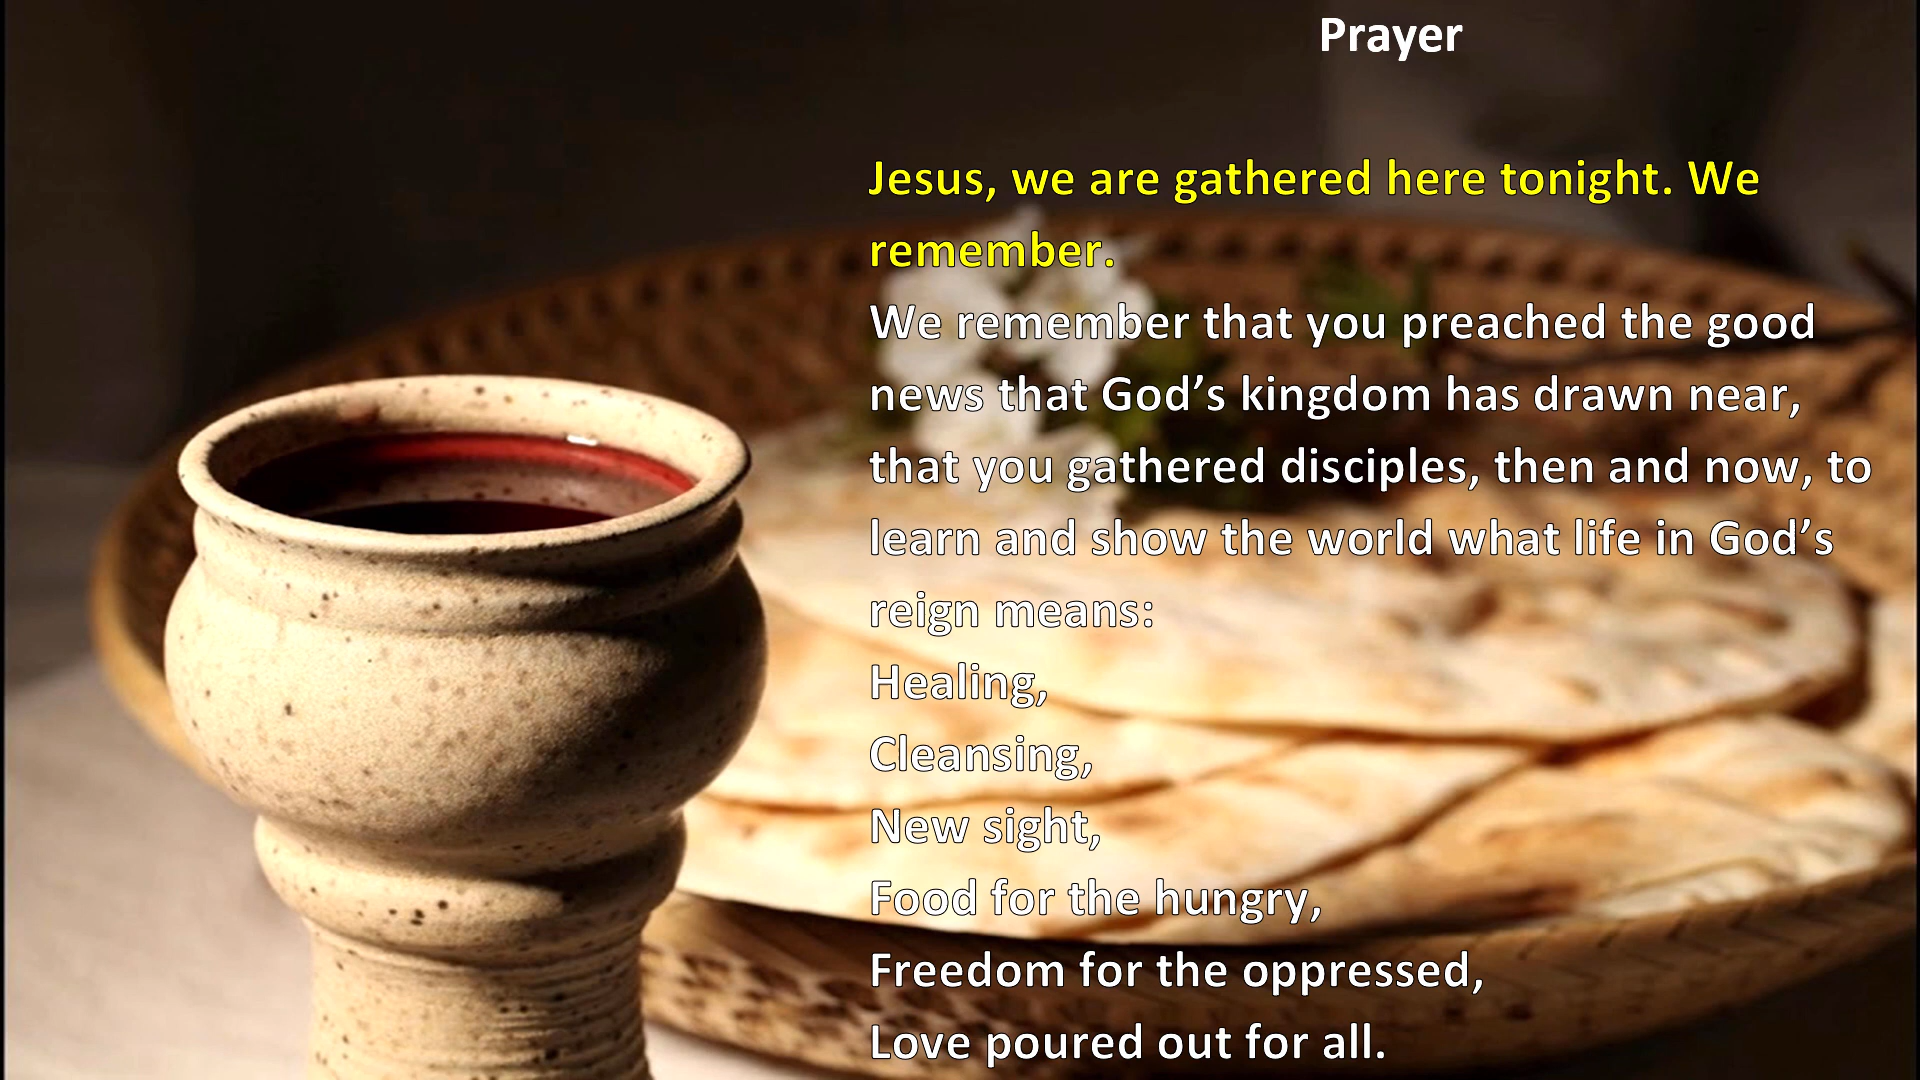 Prayer
Jesus, we are gathered here tonight. We
remember.
We remember that you preached the good
news that God’s kingdom has drawn near,
that you gathered disciples, then and now, to
learn and show the world what life in God’s
reign means:
Healing,
Cleansing,
New sight,
Food for the hungry,
Freedom for the oppressed,
Love poured out for all.